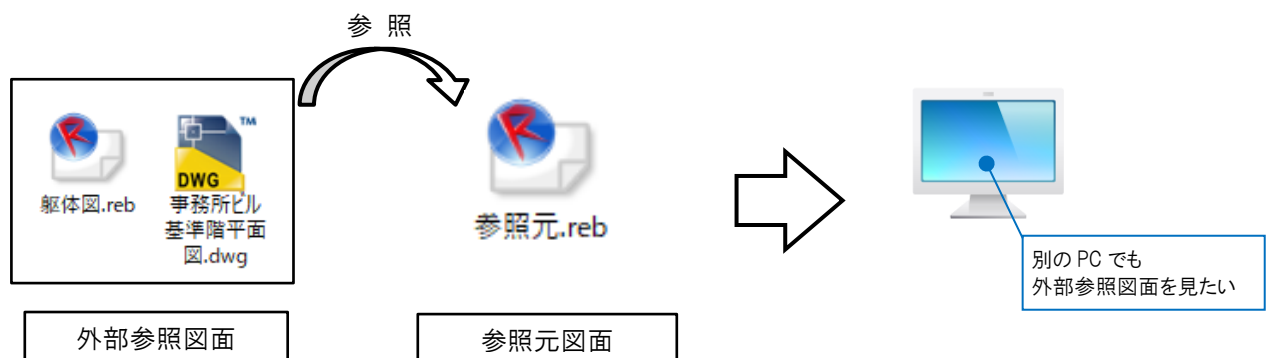 参 照
躯体図.reb
TM
DWG
事務所ビル
基準階平面
図.dwg
外部参照図面
R
参照元.reb
参照元図面
別の PC でも
外部参照図面を見たい